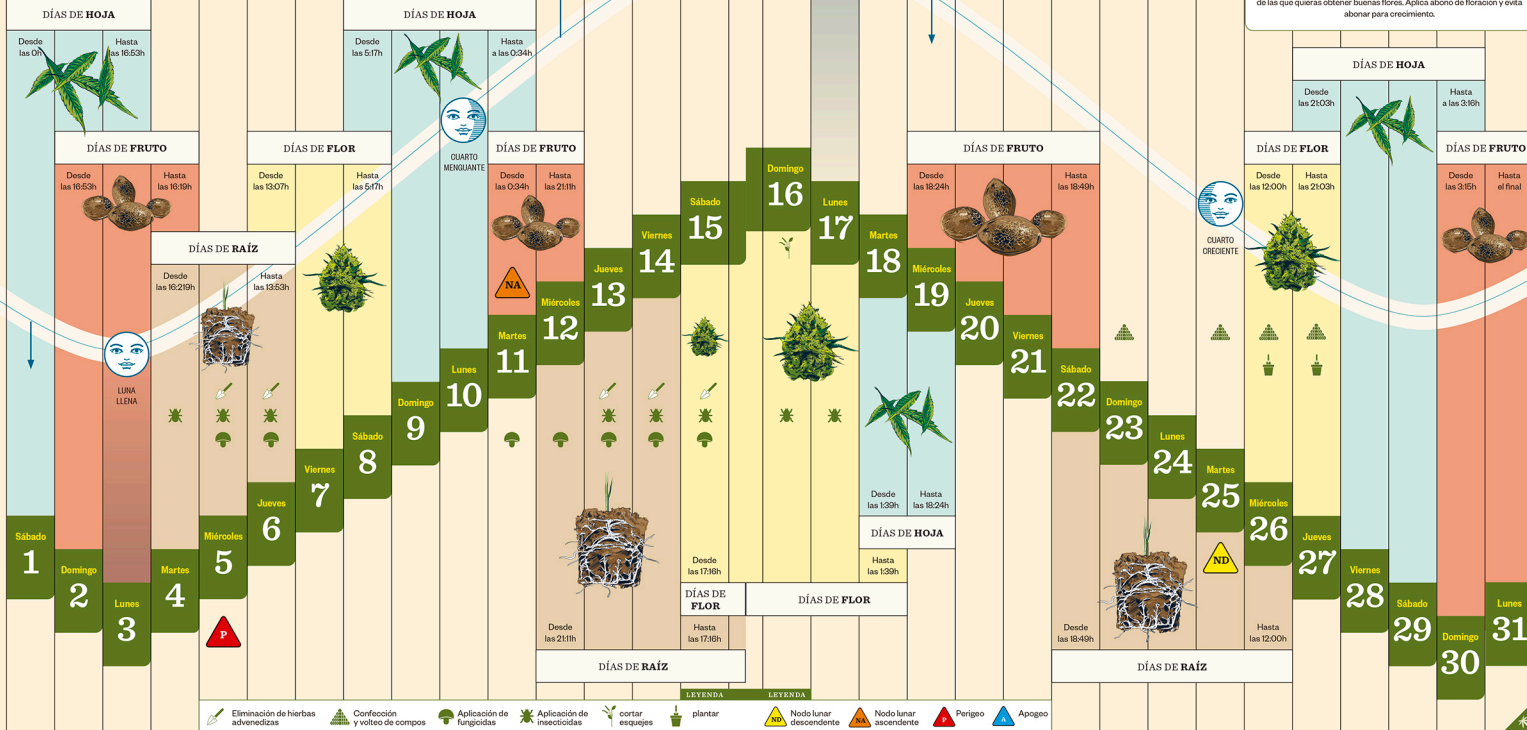 de las que quieras obtener buenas flores. Aplica abono de floración y evita
abonar para crecimiento.
DÍAS DE HOJA
Desde
las 0h
Hasta
las 16:53h
DÍAS DE FRUTO
Desde
las 16:53h
Hasta
las 16:19h
DÍAS DE RAÍZ
Desde
las 16:219h
Hasta
las 13:53h
DÍAS DE FLOR
Desde
las 13:07h
Hasta
las 5:17h
DÍAS DE HOJA
Desde
las 5:17h
Hasta
a las 0:34h
CUARTO
MENGUANTE
DÍAS DE FRUTO
Desde
las 0:34h
Hasta
las 21:11h
NA
LUNA
LLENA
Sábado
1
Domingo
2
Lunes
3
Martes
4
Miércoles
5
P
Jueves
6
Viernes
7
Sábado
8
Domingo
9
Lunes
10
Martes
11
Miércoles
12
Jueves
13
Viernes
14
Sábado
15
Domingo
16
Lunes
17
Martes
18
Miércoles
19
Jueves
20
Viernes
21
Sábado
22
Domingo
23
Lunes
24
Martes
25
Miércoles
26
Jueves
27
Viernes
28
Sábado
29
Domingo
30
Lunes
31
Desde
las 21:11h
Hasta
las 17:16h
DÍAS DE RAÍZ
Desde
las 17:16h
DÍAS DE
FLOR
DÍAS DE FLOR
Hasta
las 1:39h
Desde
las 1:39h
Hasta
las 18:24h
DÍAS DE HOJA
DÍAS DE FRUTO
Desde
las 18:24h
Hasta
las 18:49h
Desde
las 18:49h
Hasta
las 12:00h
DÍAS DE RAÍZ
CUARTO
CRECIENTE
ND
DÍAS DE FLOR
Desde
las 12:00h
Hasta
las 21:03h
DÍAS DE HOJA
Desde
las 21:03h
Hasta
a las 3:16h
DÍAS DE FRUTO
Desde
las 3:15h
Hasta
el final
LEYENDA
LEYENDA
Eliminación de hierbas
advenedizas
Confección
y volteo de compos
Aplicación de
fungicidas
Aplicación de
insecticidas
cortar
esquejes
plantar
ND
Nodo lunar
descendente
NA
Nodo lunar
ascendente
P
Perigeo
A
Apogeo